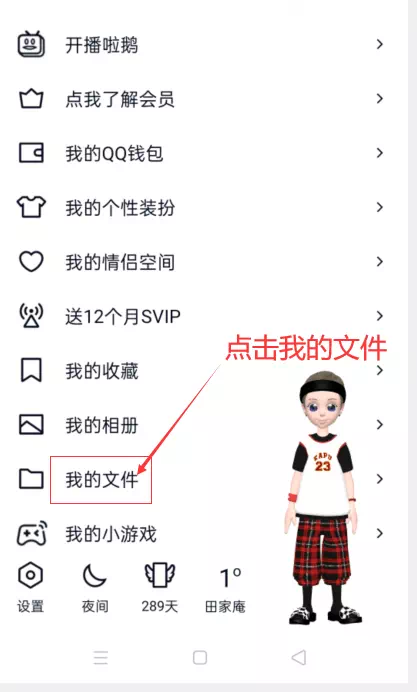 开播啦鹅
点我了解会员
我的QQ钱包
我的个性装扮
我的情侣空间
送12个月SVIP
点击我的文件
我的收藏
我的相册
我的文件
我的小游戏
KAPU
23
1°
设置
夜间
289天
田家庵